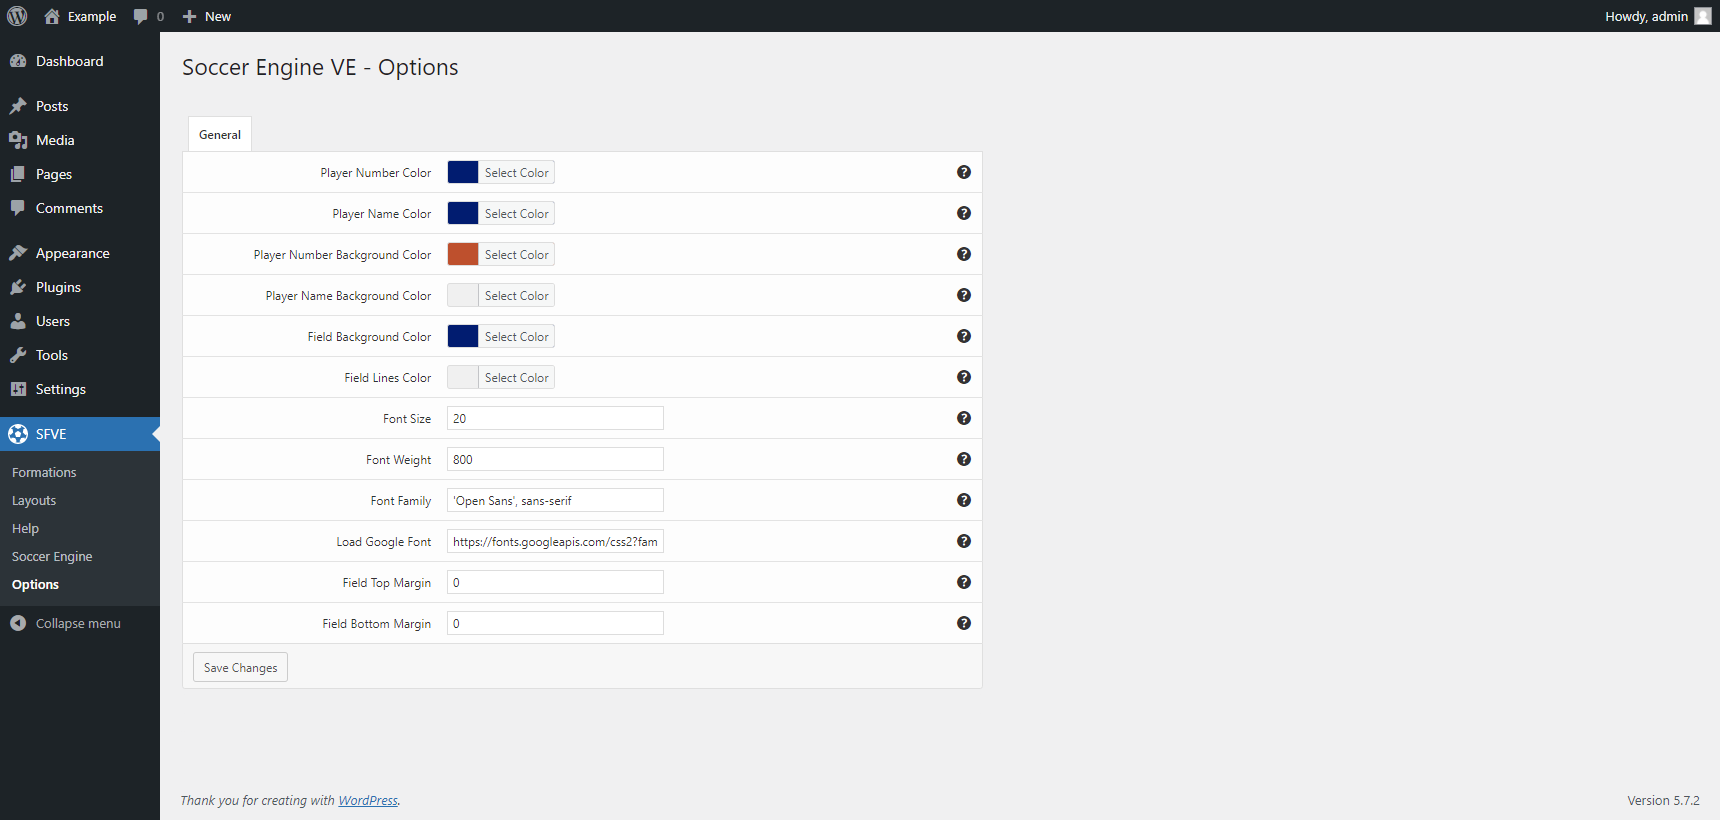 Example 0 New Howdy, admin
Dashboard
Posts
Media
Pages
Comments
Appearance
Plugins
Users
Tools
Settings
SFVE
Formations
Layouts
Help
Soccer Engine
Options
Collapse menu
Soccer Engine VE - Options
General
Player Number Color Select Color
Player Name Color Select Color
Player Number Background Color Select Color
Player Name Background Color Select Color
Field Background Color Select Color
Field Lines Color Select Color
Font Size 20
Font Weight 800
Font Family 'Open Sans', sans-serif
Load Google Font https://fonts.googleapis.com/css2?fam
Field Top Margin 0
Field Bottom Margin 0
Save Changes
Thank you for creating with WordPress. Version 5.7.2